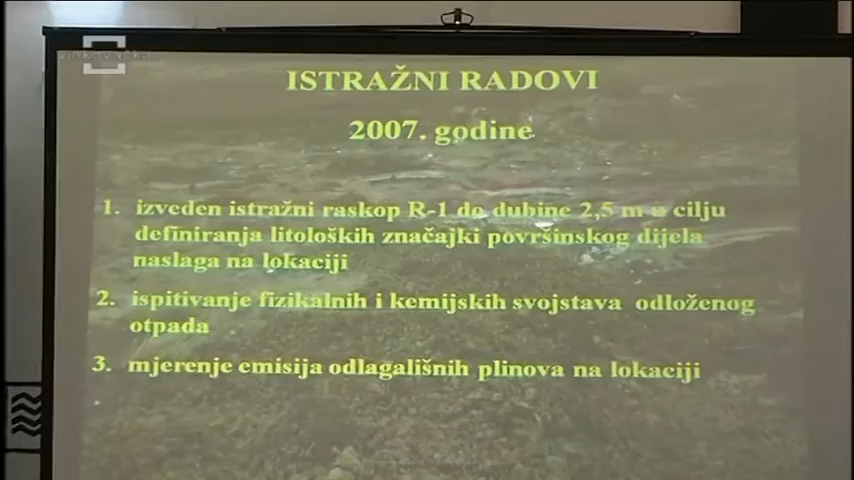 ISTRAŽNI RADOVI
2007. godine
1. izveden istražni raskop R-1 do dubine 2,5 m u cilju
definiranja litoloških značajki površinskog dijela
naslaga na lokaciji
2. ispitivanje fizikalnih i kemijskih svojstava odloženog
otpada
3. mjerenje emisija odlagališnih plinova na lokaciji